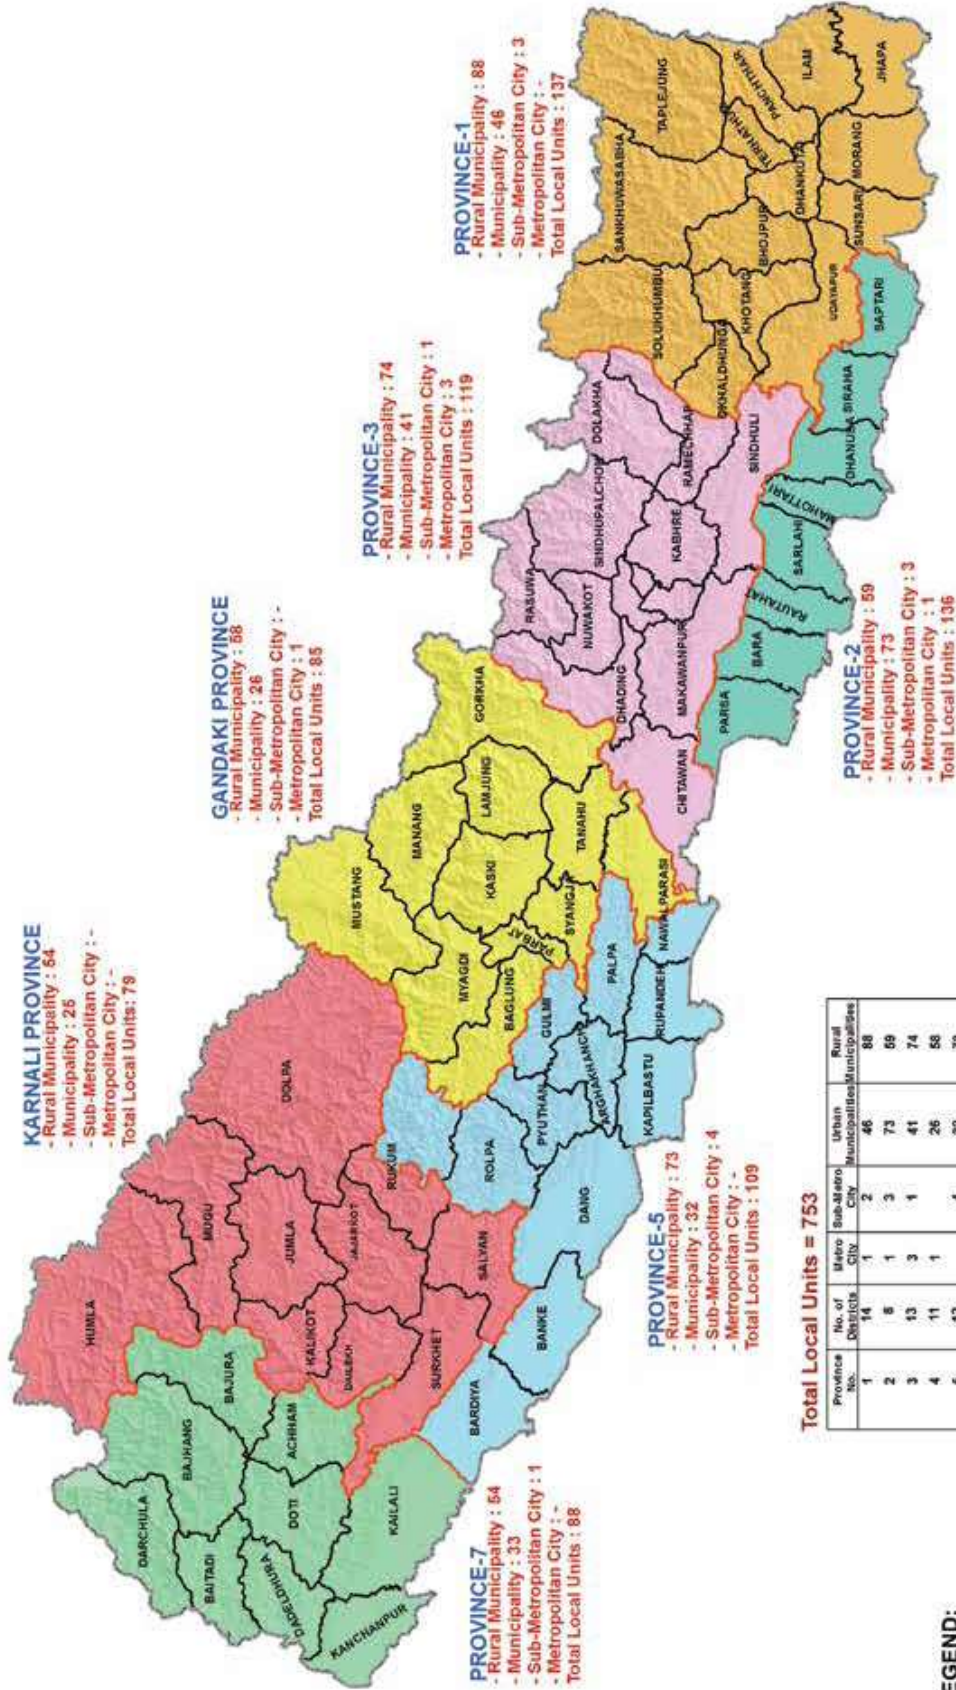 KARNALI PROVINCE
- Rural Municipality : 54
- Municipality : 25
- Sub-Metropolitan City : -
- Metropolitan City : -
Total Local Units: 79
GANDAKI PROVINCE
- Rural Municipality : 58
- Municipality : 26
- Sub-Metropolitan City : -
- Metropolitan City : 1
Total Local Units : 85
PROVINCE-3
- Rural Municipality : 74
- Municipality : 41
- Sub-Metropolitan City : 1
- Metropolitan City : 3
Total Local Units : 119
PROVINCE-1
- Rural Municipality : 88
- Municipality : 46
- Sub-Metropolitan City : 3
- Metropolitan City : -
Total Local Units : 137
HUMLA
DARCHULA
BAJHANG
BAJURA
MUGU
BAITADI
DOTI
ACHHAM
KALIKOT
JUMLA
DOLPA
DADELDHURA
KANCHANPUR
KAILALI
DAILEKH
JAJARKOT
SURKHET
SALYAN
RUKUM
ROLPA
BARDIYA
BANKE
DANG
PYUTHAN
GULMI
ARGHAKHANCHI
PALPA
KAPILBASTU
RUPANDEHI
NAWALPARASI
MUSTANG
MANANG
MYAGDI
BAGLUNG
PARBAT
KASKI
LAMJUNG
GORKHA
SYANGJA
TANAHU
CHITAWAN
DHADING
RASUWA
NUWAKOT
SINDHUPALCHOK
DOLAKHA
KABHRE
RAMECHHAP
MAKAWANPUR
SINDHULI
PARSA
BARA
RAUTAHAT
SARLAHI
MAHOTTARI
DHANUSA
SIRAHA
SAPTARI
SOLUKHUMBU
OKHALDHUNGA
KHOTANG
UDAYAPUR
SANKHUWASABHA
BHOJPUR
TAPLEJUNG
TERHATHUM
PANCHTHAR
DHANKUTA
ILAM
SUNSARI
MORANG
JHAPA
PROVINCE-7
- Rural Municipality : 54
- Municipality : 33
- Sub-Metropolitan City : 1
- Metropolitan City : -
Total Local Units : 88
PROVINCE-5
- Rural Municipality : 73
- Municipality : 32
- Sub-Metropolitan City : 4
- Metropolitan City : -
Total Local Units : 109
PROVINCE-2
- Rural Municipality : 59
- Municipality : 73
- Sub-Metropolitan City : 3
- Metropolitan City : 1
Total Local Units : 136
Total Local Units = 753
Province No. No. of Districts Metro City Sub-Metro City Urban Municipalities Rural Municipalities
1 14 1 2 46 88
2 8 1 3 73 59
3 13 3 1 41 74
4 11 1 26 58
EGEND: